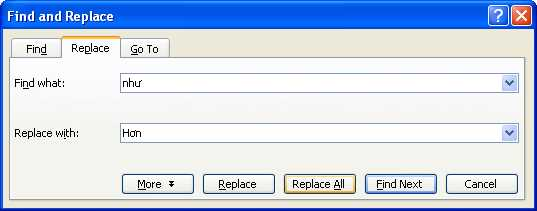 Find and Replace
Find Replace Go To
Find what: như
Replace with: Hơn
More Replace Replace All Find Next Cancel